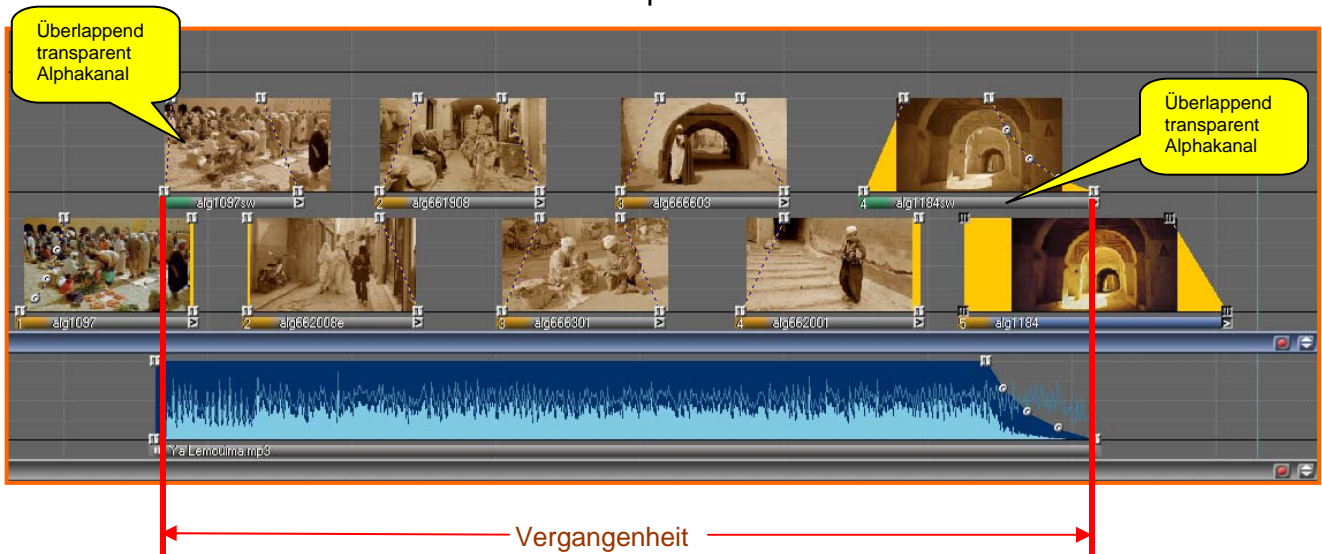 Überlappend
transparent
Alphakanal
Überlappend
transparent
Alphakanal
alg1097sw
2 alg661908
3 alg666603
4 alg1184sw
1 alg1097
2 alg662008e
3 alg666301
4 alg662001
5 alg1184
Ya Lemouima.mp3
Vergangenheit